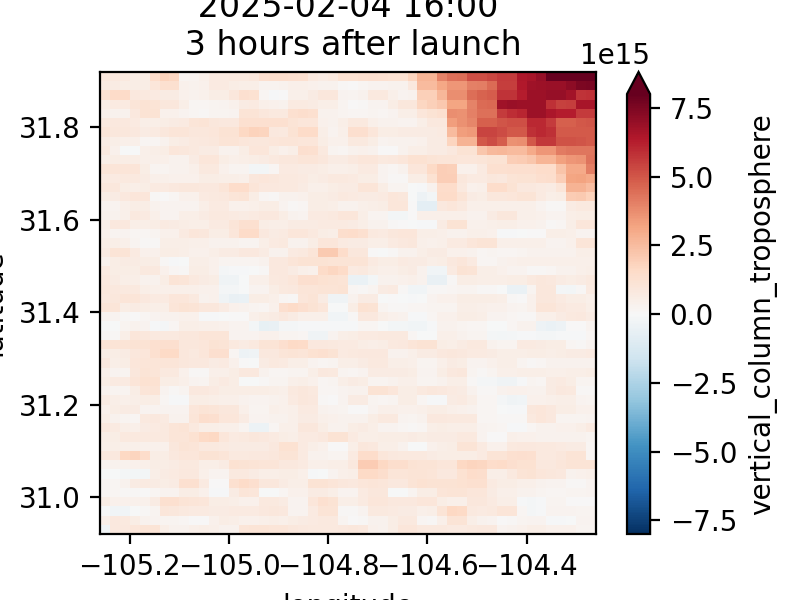 2025-02-04 16:00
3 hours after launch
1e15
31.8
31.6
31.4
31.2
31.0
−105.2−105.0−104.8−104.6−104.4
longitude
latitude
7.5
5.0
2.5
0.0
−2.5
−5.0
−7.5
vertical_column_troposphere